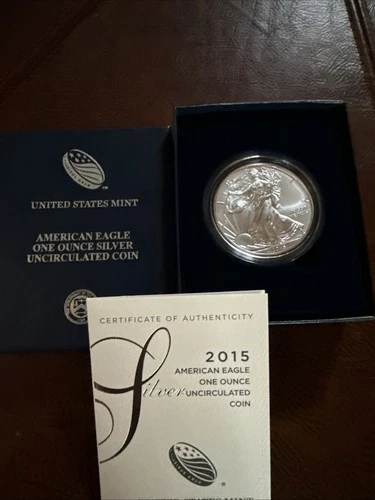 UNITED STATES MINT
AMERICAN EAGLE
ONE OUNCE SILVER
UNCIRCULATED COIN
CERTIFICATE OF AUTHENTICITY
2015
AMERICAN EAGLE
ONE OUNCE
Silver UNCIRCULATED
COIN